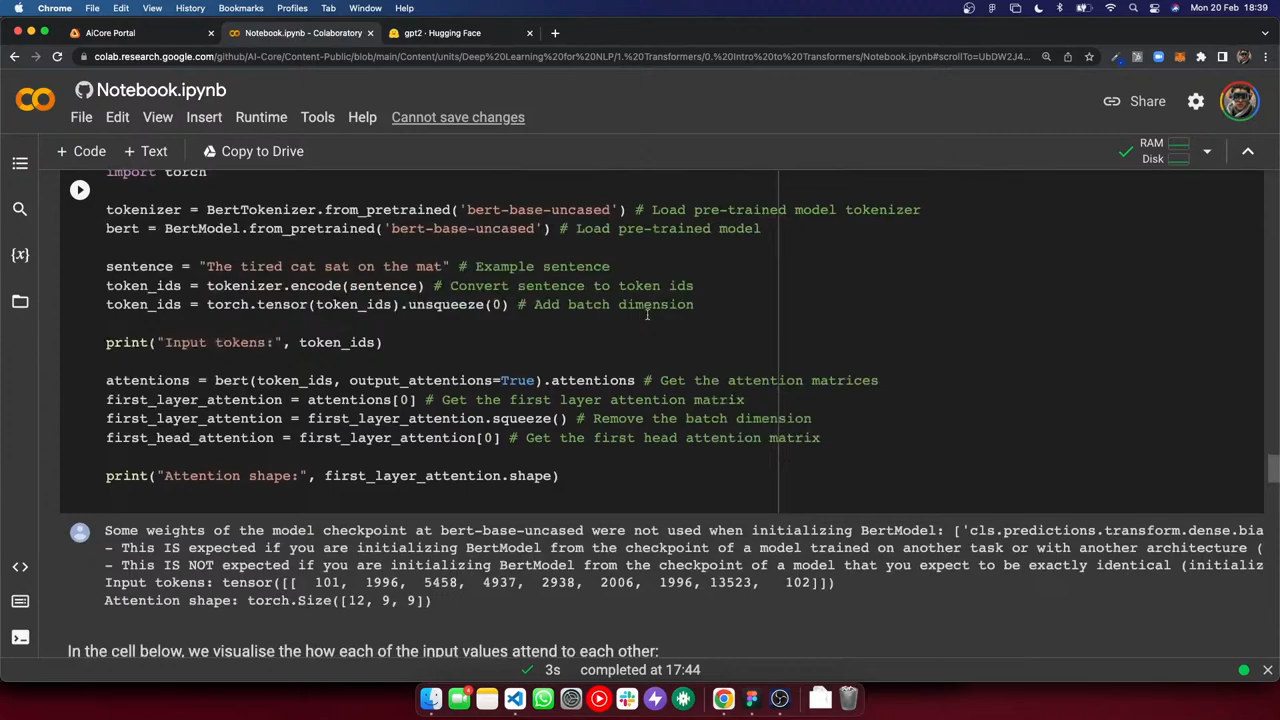 Chrome File Edit View History Bookmarks Profiles Tab Window Help Mon 20 Feb 18:39
AiCore Portal × Notebook.ipynb - Colaboratory × gpt2 · Hugging Face × +
colab.research.google.com/github/AI-Core/Content-Public/blob/main/Content/units/Deep%20Learning%20for%20NLP/1.%20Transformers/0.%20Intro%20to%20Transformers/Notebook.ipynb#scrollTo=UbDW2J4...
Notebook.ipynb
Share
File Edit View Insert Runtime Tools Help Cannot save changes
+ Code + Text Copy to Drive
RAM
Disk
import torch
tokenizer = BertTokenizer.from_pretrained('bert-base-uncased') # Load pre-trained model tokenizer
bert = BertModel.from_pretrained('bert-base-uncased') # Load pre-trained model
sentence = "The tired cat sat on the mat" # Example sentence
token_ids = tokenizer.encode(sentence) # Convert sentence to token ids
token_ids = torch.tensor(token_ids).unsqueeze(0) # Add batch dimension
print("Input tokens:", token_ids)
attentions = bert(token_ids, output_attentions=True).attentions # Get the attention matrices
first_layer_attention = attentions[0] # Get the first layer attention matrix
first_layer_attention = first_layer_attention.squeeze() # Remove the batch dimension
first_head_attention = first_layer_attention[0] # Get the first head attention matrix
print("Attention shape:", first_layer_attention.shape)
Some weights of the model checkpoint at bert-base-uncased were not used when initializing BertModel: ['cls.predictions.transform.dense.bia
- This IS expected if you are initializing BertModel from the checkpoint of a model trained on another task or with another architecture (
- This IS NOT expected if you are initializing BertModel from the checkpoint of a model that you expect to be exactly identical (initializ
Input tokens: tensor([[ 101, 1996, 5458, 4937, 2938, 2006, 1996, 13523, 102]])
Attention shape: torch.Size([12, 9, 9])
In the cell below, we visualise the how each of the input values attend to each other:
3s completed at 17:44